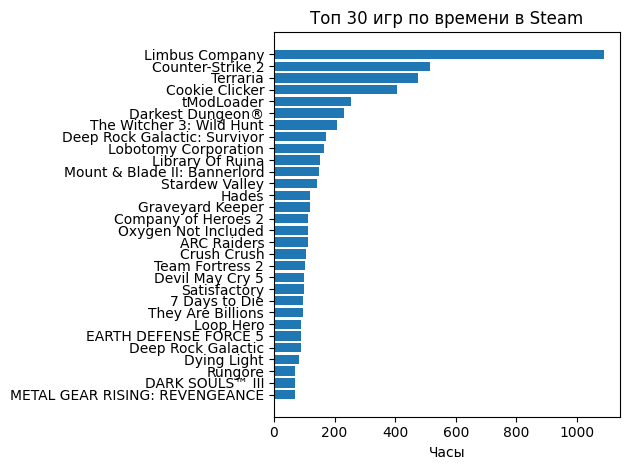 Топ 30 игр по времени в Steam
Limbus Company
Counter-Strike 2
Terraria
Cookie Clicker
tModLoader
Darkest Dungeon®
The Witcher 3: Wild Hunt
Deep Rock Galactic: Survivor
Lobotomy Corporation
Library Of Ruina
Mount & Blade II: Bannerlord
Stardew Valley
Hades
Graveyard Keeper
Company of Heroes 2
Oxygen Not Included
ARC Raiders
Crush Crush
Team Fortress 2
Devil May Cry 5
Satisfactory
7 Days to Die
They Are Billions
Loop Hero
EARTH DEFENSE FORCE 5
Deep Rock Galactic
Dying Light
Rungore
DARK SOULS™ III
METAL GEAR RISING: REVENGEANCE
0 200 400 600 800 1000
Часы